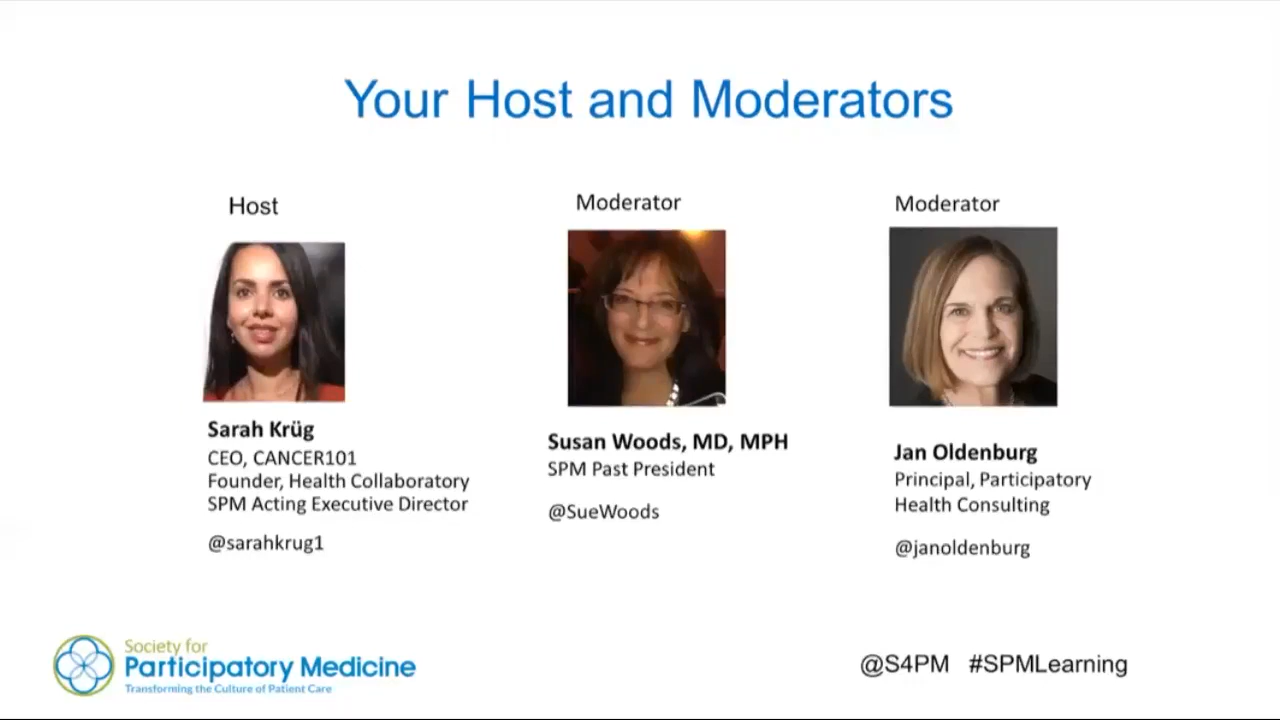 Your Host and Moderators
Host
Sarah Krüg
CEO, CANCER101
Founder, Health Collaboratory
SPM Acting Executive Director
@sarahkrug1
Moderator
Susan Woods, MD, MPH
SPM Past President
@SueWoods
Moderator
Jan Oldenburg
Principal, Participatory
Health Consulting
@janoldenburg
Society for
Participatory Medicine
Transforming the Culture of Patient Care
@S4PM #SPMLearning